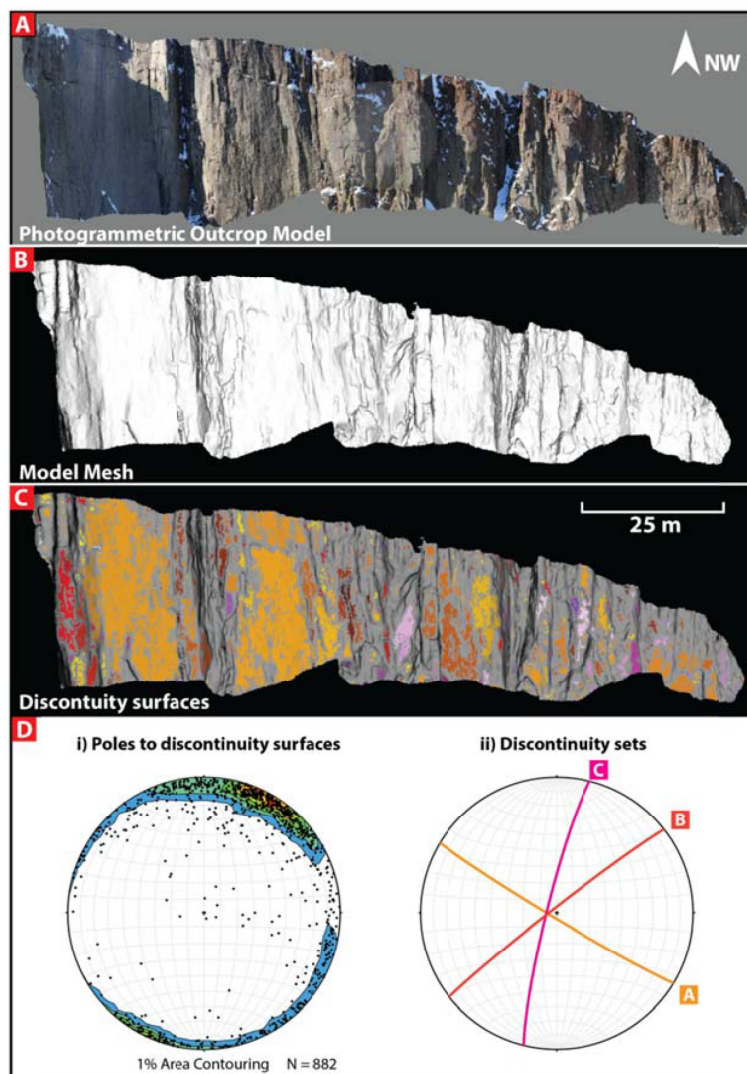 A
NW
Photogrammetric Outcrop Model
B
Model Mesh
C
25 m
Discontuity surfaces
D
i) Poles to discontinuity surfaces
ii) Discontinuity sets
C
B
A
1% Area Contouring N = 882